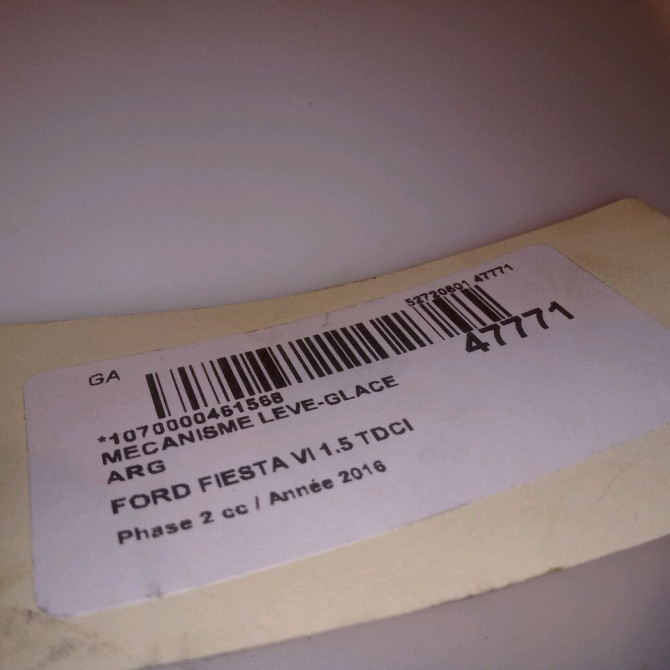 52720801 47771
GA
47771
*1070000461568
MECANISME LEVE-GLACE
ARG
FORD FIESTA VI 1.5 TDCI
Phase 2 cc / Année 2016